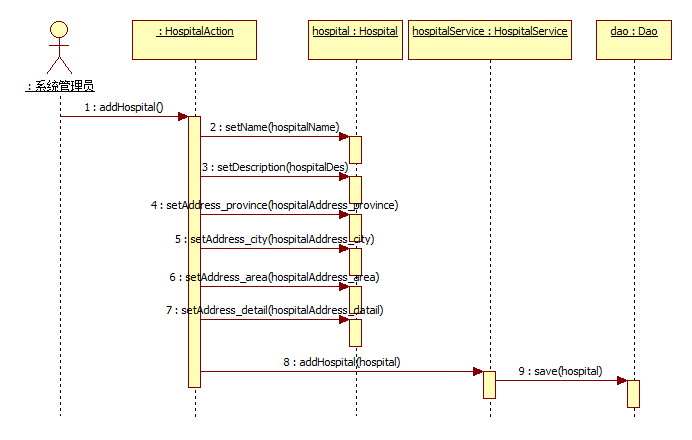 : HospitalAction
hospital : Hospital
hospitalService : HospitalService
dao : Dao
: 系统管理员
1 : addHospital()
2 : setName(hospitalName)
3 : setDescription(hospitalDes)
4 : setAddress_province(hospitalAddress_province)
5 : setAddress_city(hospitalAddress_city)
6 : setAddress_area(hospitalAddress_area)
7 : setAddress_detail(hospitalAddress_datail)
8 : addHospital(hospital)
9 : save(hospital)